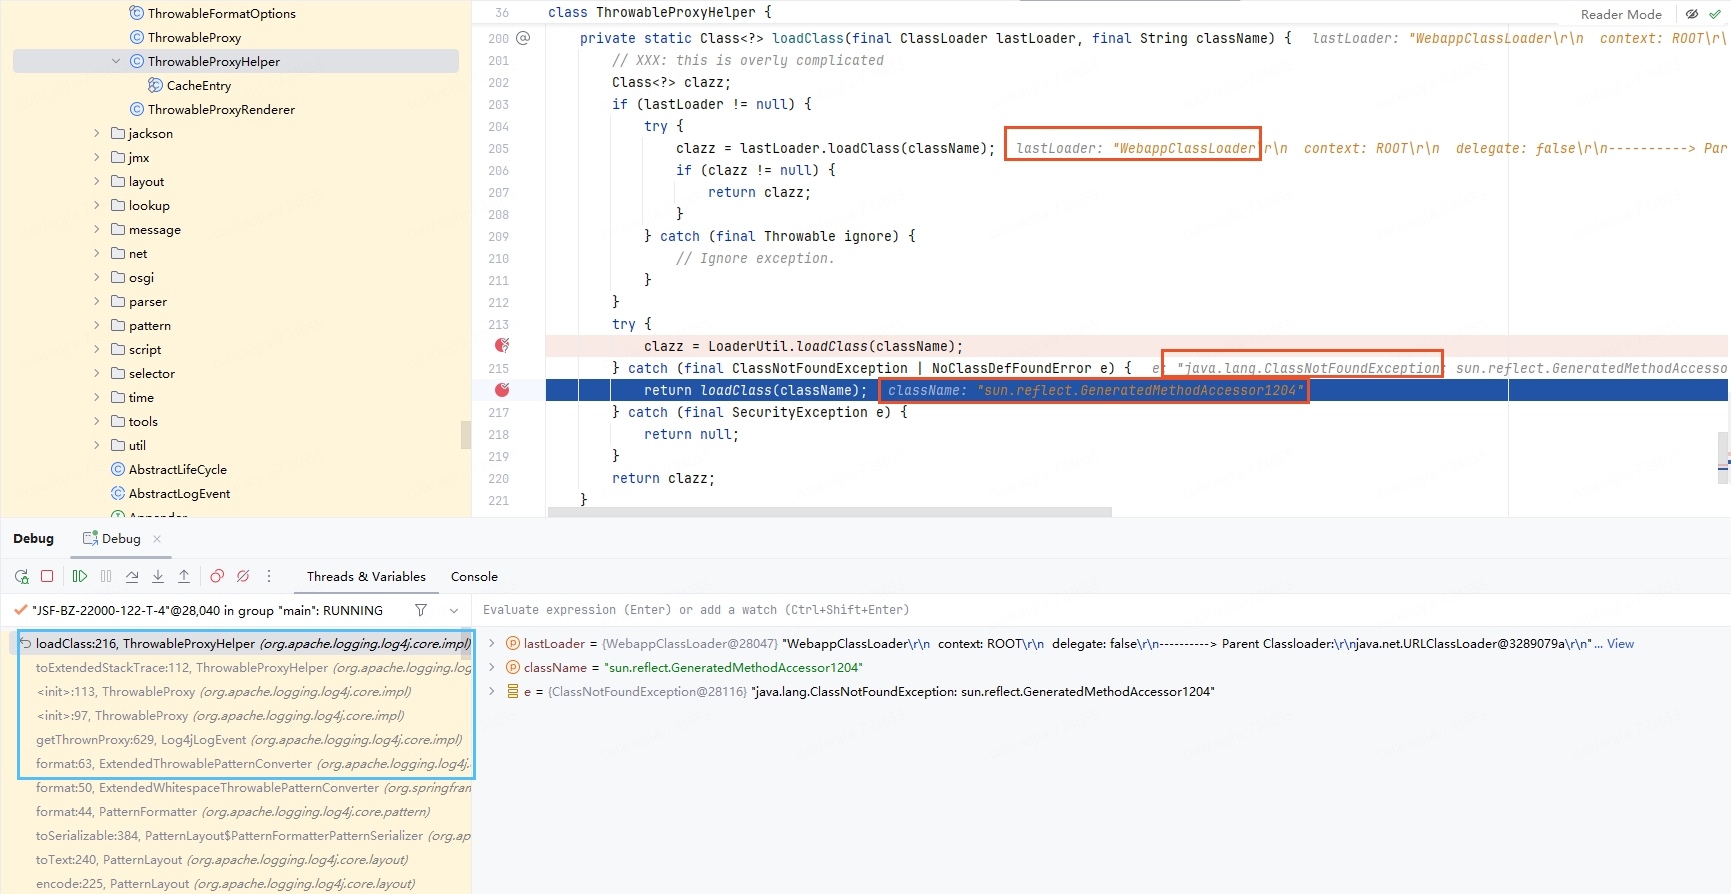 ThrowableFormatOptions
ThrowableProxy
ThrowableProxyHelper
CacheEntry
ThrowableProxyRenderer
jackson
jmx
layout
lookup
message
net
osgi
parser
pattern
script
selector
time
tools
util
AbstractLifeCycle
AbstractLogEvent
Appender
36 class ThrowableProxyHelper {
Reader Mode
200 @ private static Class<?> loadClass(final ClassLoader lastLoader, final String className) { lastLoader: "WebappClassLoader\r\n context: ROOT\r\
201 // XXX: this is overly complicated
202 Class<?> clazz;
203 if (lastLoader != null) {
204 try {
205 clazz = lastLoader.loadClass(className); lastLoader: "WebappClassLoader\r\n context: ROOT\r\n delegate: false\r\n----------> Par
206 if (clazz != null) {
207 return clazz;
208 }
209 } catch (final Throwable ignore) {
210 // Ignore exception.
211 }
212 }
213 try {
clazz = LoaderUtil.loadClass(className);
215 } catch (final ClassNotFoundException | NoClassDefFoundError e) { e: "java.lang.ClassNotFoundException: sun.reflect.GeneratedMethodAccesso
return loadClass(className); className: "sun.reflect.GeneratedMethodAccessor1204"
217 } catch (final SecurityException e) {
218 return null;
219 }
220 return clazz;
221 }
Debug Debug ×
Threads & Variables Console
"JSF-BZ-22000-122-T-4"@28,040 in group "main": RUNNING
Evaluate expression (Enter) or add a watch (Ctrl+Shift+Enter)
loadClass:216, ThrowableProxyHelper (org.apache.logging.log4j.core.impl)
toExtendedStackTrace:112, ThrowableProxyHelper (org.apache.logging.log
<init>:113, ThrowableProxy (org.apache.logging.log4j.core.impl)
<init>:97, ThrowableProxy (org.apache.logging.log4j.core.impl)
getThrownProxy:629, Log4jLogEvent (org.apache.logging.log4j.core.impl)
format:63, ExtendedThrowablePatternConverter (org.apache.logging.log4j.
format:50, ExtendedWhitespaceThrowablePatternConverter (org.springfran
format:44, PatternFormatter (org.apache.logging.log4j.core.pattern)
toSerializable:384, PatternLayout$PatternFormatterPatternSerializer (org.ap
toText:240, PatternLayout (org.apache.logging.log4j.core.layout)
encode:225, PatternLayout (org.apache.logging.log4j.core.layout)
lastLoader = {WebappClassLoader@28047} "WebappClassLoader\r\n context: ROOT\r\n delegate: false\r\n----------> Parent Classloader:\r\njava.net.URLClassLoader@3289079a\r\n" ... View
className = "sun.reflect.GeneratedMethodAccessor1204"
e = {ClassNotFoundException@28116} "java.lang.ClassNotFoundException: sun.reflect.GeneratedMethodAccessor1204"